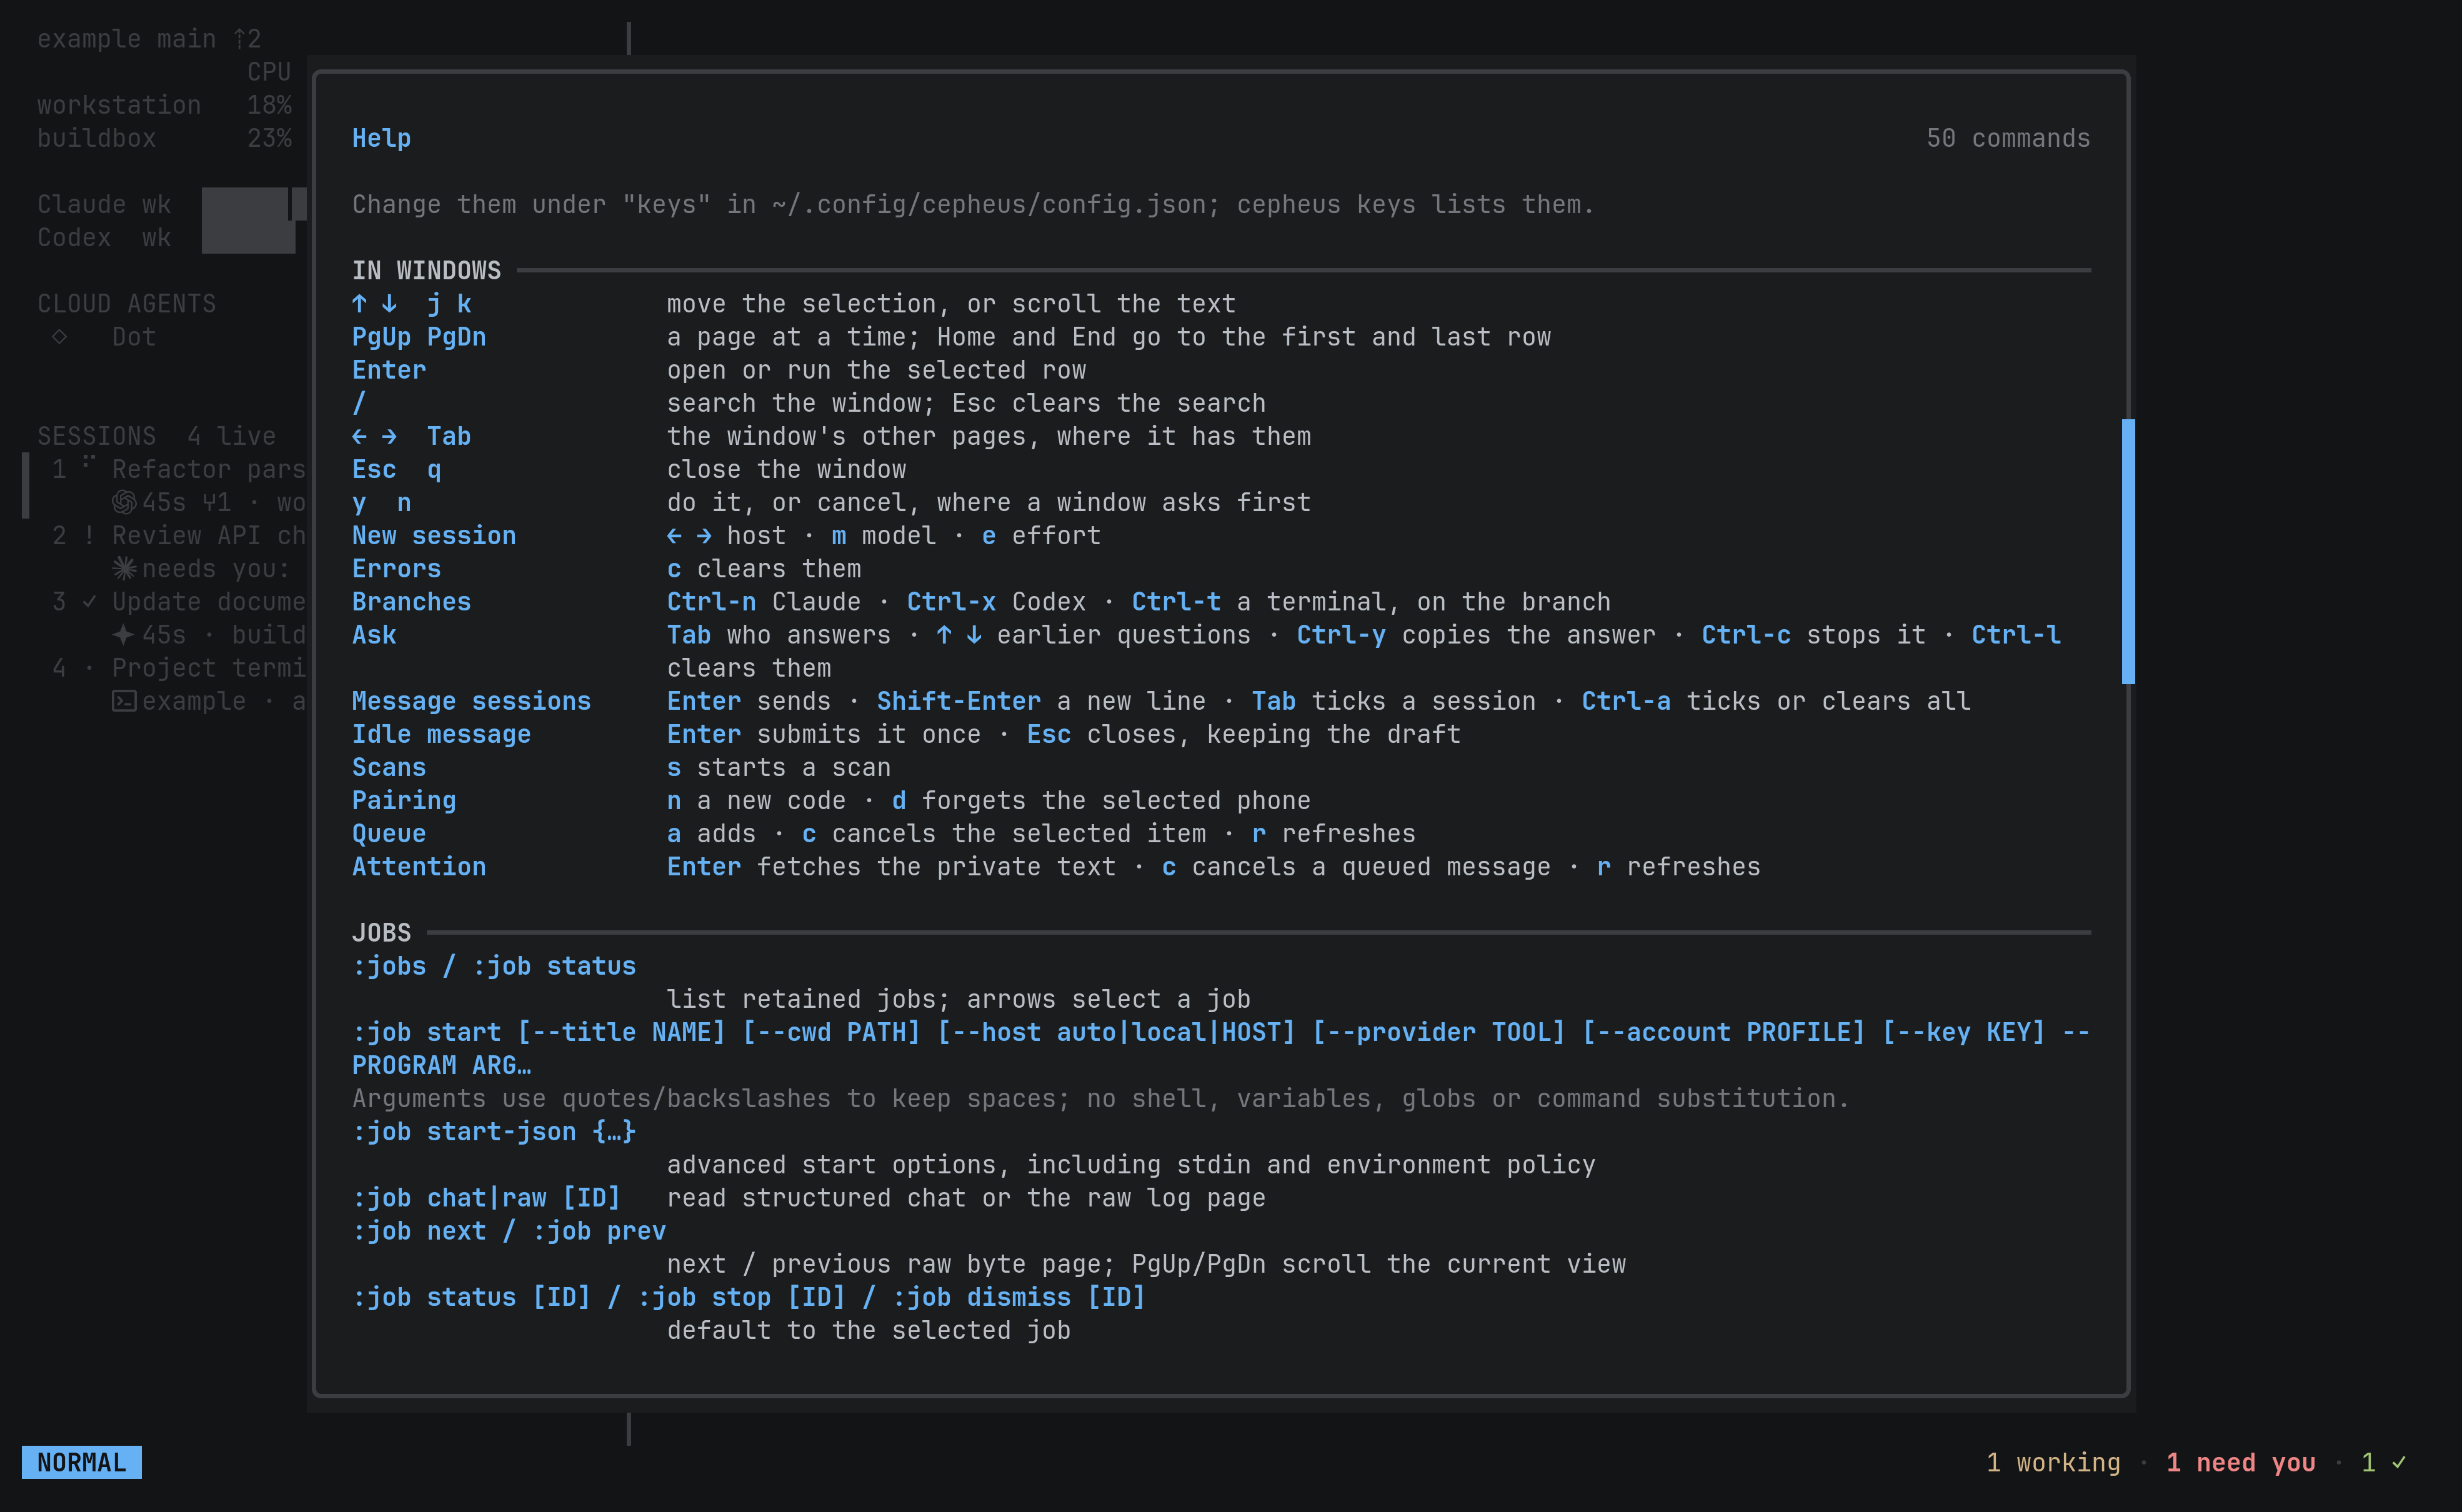 example main ⇡2
CPU
workstation 18%
buildbox 23%
Claude wk
Codex wk
CLOUD AGENTS
◇ Dot
SESSIONS 4 live
1 ⠋ Refactor pars
45s ⑂1 · wo
2 ! Review API ch
needs you:
3 ✓ Update docume
45s · build
4 · Project termi
example · a
Help 50 commands
Change them under "keys" in ~/.config/cepheus/config.json; cepheus keys lists them.
IN WINDOWS
↑ ↓ j k move the selection, or scroll the text
PgUp PgDn a page at a time; Home and End go to the first and last row
Enter open or run the selected row
/ search the window; Esc clears the search
← → Tab the window's other pages, where it has them
Esc q close the window
y n do it, or cancel, where a window asks first
New session ← → host · m model · e effort
Errors c clears them
Branches Ctrl-n Claude · Ctrl-x Codex · Ctrl-t a terminal, on the branch
Ask Tab who answers · ↑ ↓ earlier questions · Ctrl-y copies the answer · Ctrl-c stops it · Ctrl-l
clears them
Message sessions Enter sends · Shift-Enter a new line · Tab ticks a session · Ctrl-a ticks or clears all
Idle message Enter submits it once · Esc closes, keeping the draft
Scans s starts a scan
Pairing n a new code · d forgets the selected phone
Queue a adds · c cancels the selected item · r refreshes
Attention Enter fetches the private text · c cancels a queued message · r refreshes
JOBS
:jobs / :job status
list retained jobs; arrows select a job
:job start [--title NAME] [--cwd PATH] [--host auto|local|HOST] [--provider TOOL] [--account PROFILE] [--key KEY] --
PROGRAM ARG…
Arguments use quotes/backslashes to keep spaces; no shell, variables, globs or command substitution.
:job start-json {…}
advanced start options, including stdin and environment policy
:job chat|raw [ID] read structured chat or the raw log page
:job next / :job prev
next / previous raw byte page; PgUp/PgDn scroll the current view
:job status [ID] / :job stop [ID] / :job dismiss [ID]
default to the selected job
NORMAL 1 working · 1 need you · 1 ✓